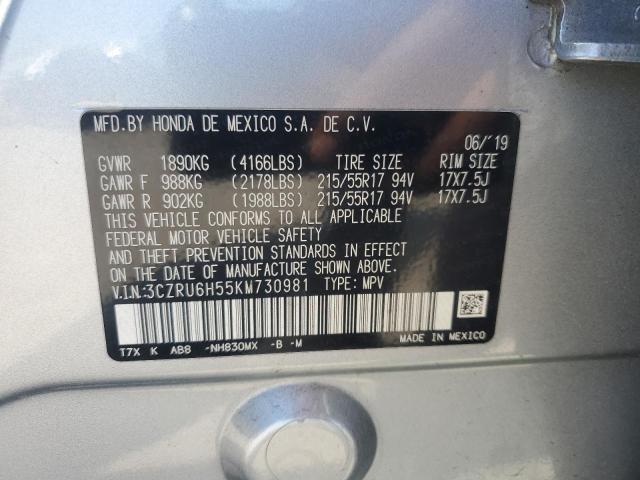 MFD.BY HONDA DE MEXICO S.A. DE C.V.
06/'19
GVWR 1890KG (4166LBS) TIRE SIZE RIM SIZE
GAWR F 988KG (2178LBS) 215/55R17 94V 17X7.5J
GAWR R 902KG (1988LBS) 215/55R17 94V 17X7.5J
THIS VEHICLE CONFORMS TO ALL APPLICABLE
FEDERAL MOTOR VEHICLE SAFETY
AND THEFT PREVENTION STANDARDS IN EFFECT
ON THE DATE OF MANUFACTURE SHOWN ABOVE.
V.I.N.:3CZRU6H55KM730981 TYPE: MPV
T7X K AB8 -NH830MX -B -M
MADE IN MEXICO